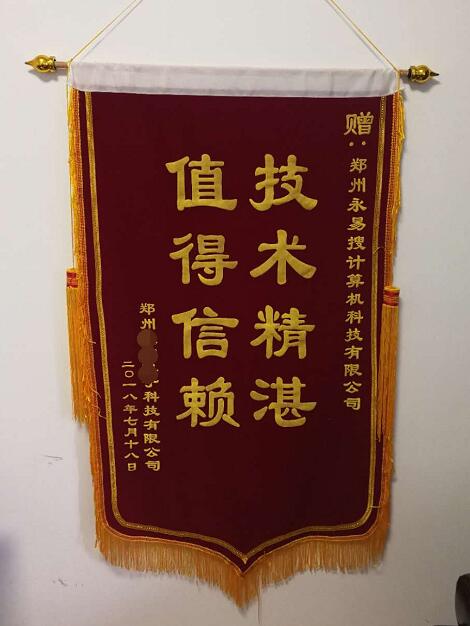 赠：郑州永易搜计算机科技有限公司
技术精湛
值得信赖
郑州
科技有限公司
二〇一八年七月十八日